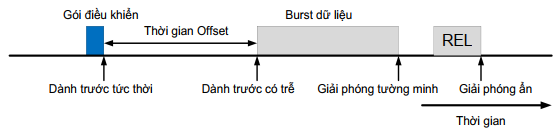 Gói điều khiển
Thời gian Offset
Burst dữ liệu
REL
Dành trước tức thời
Dành trước có trễ
Giải phóng tường minh
Giải phóng ẩn
Thời gian